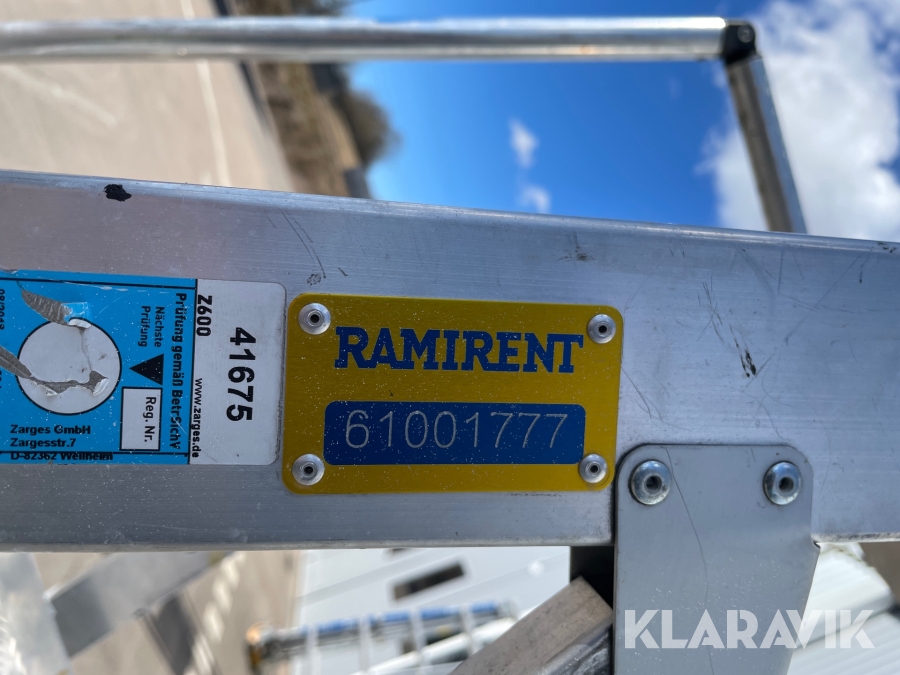 RAMIRENT
61001777
Z600
41675
www.zarges.de
Prüfung gemäß BetrSichV
Nächste
Prüfung
Reg. Nr.
Zarges GmbH
Zargesstr.7
D-82362 Weilheim
KLARAVIK